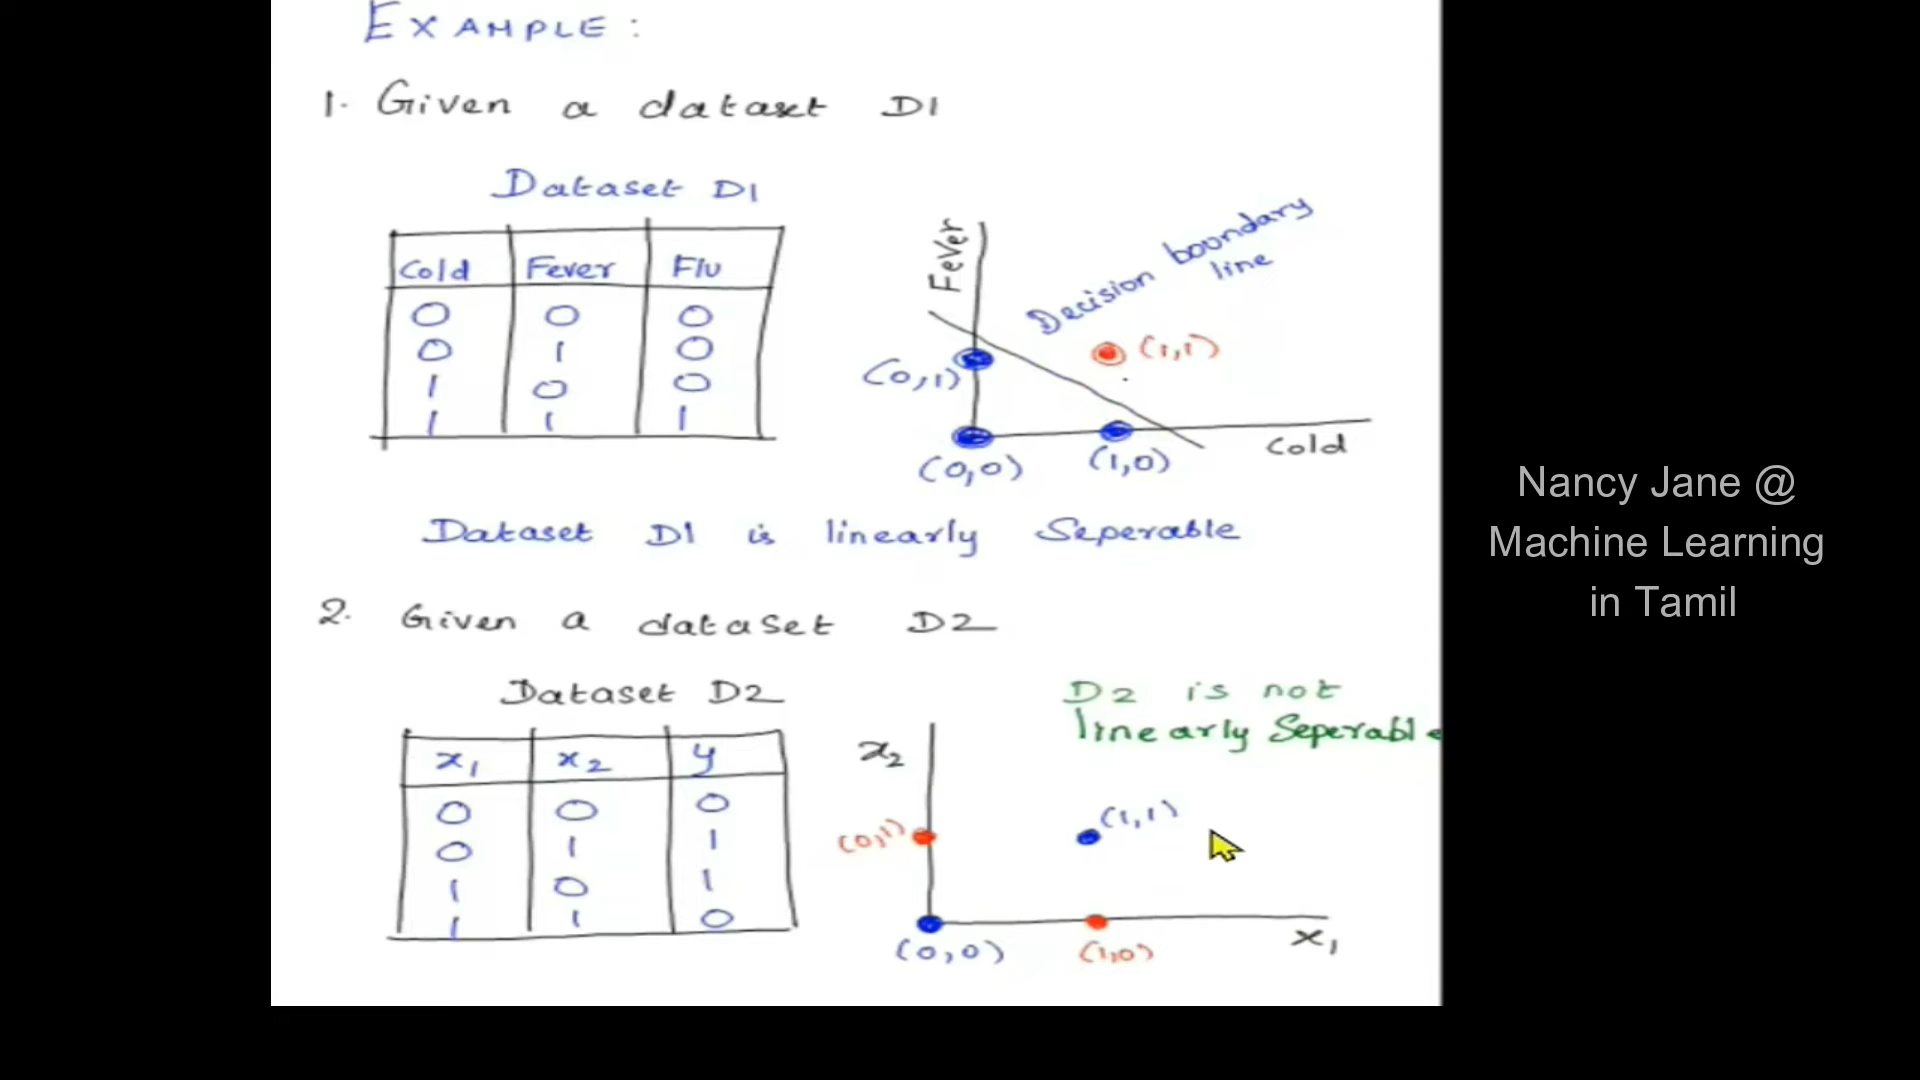 EXAMPLE:
1. Given a dataset D1
Dataset D1
Cold Fever Flu
0 0 0
0 1 0
1 0 0
1 1 1
Fever
Decision boundary
line
(1,1)
(0,1)
(0,0)
(1,0)
Cold
Dataset D1 is linearly Seperable
2. Given a dataset D2
Dataset D2
x1 x2 y
0 0 0
0 1 1
1 0 1
1 1 0
D2 is not
linearly Seperable
x2
(1,1)
(0,1)
(0,0)
(1,0)
x1
Nancy Jane @
Machine Learning
in Tamil